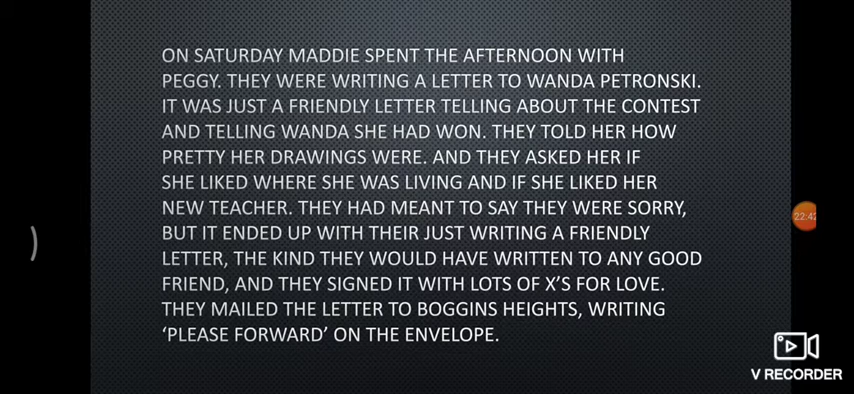 ON SATURDAY MADDIE SPENT THE AFTERNOON WITH
PEGGY. THEY WERE WRITING A LETTER TO WANDA PETRONSKI.
IT WAS JUST A FRIENDLY LETTER TELLING ABOUT THE CONTEST
AND TELLING WANDA SHE HAD WON. THEY TOLD HER HOW
PRETTY HER DRAWINGS WERE. AND THEY ASKED HER IF
SHE LIKED WHERE SHE WAS LIVING AND IF SHE LIKED HER
NEW TEACHER. THEY HAD MEANT TO SAY THEY WERE SORRY,
BUT IT ENDED UP WITH THEIR JUST WRITING A FRIENDLY
LETTER, THE KIND THEY WOULD HAVE WRITTEN TO ANY GOOD
FRIEND, AND THEY SIGNED IT WITH LOTS OF X'S FOR LOVE.
THEY MAILED THE LETTER TO BOGGINS HEIGHTS, WRITING
‘PLEASE FORWARD’ ON THE ENVELOPE.
22:42
V RECORDER